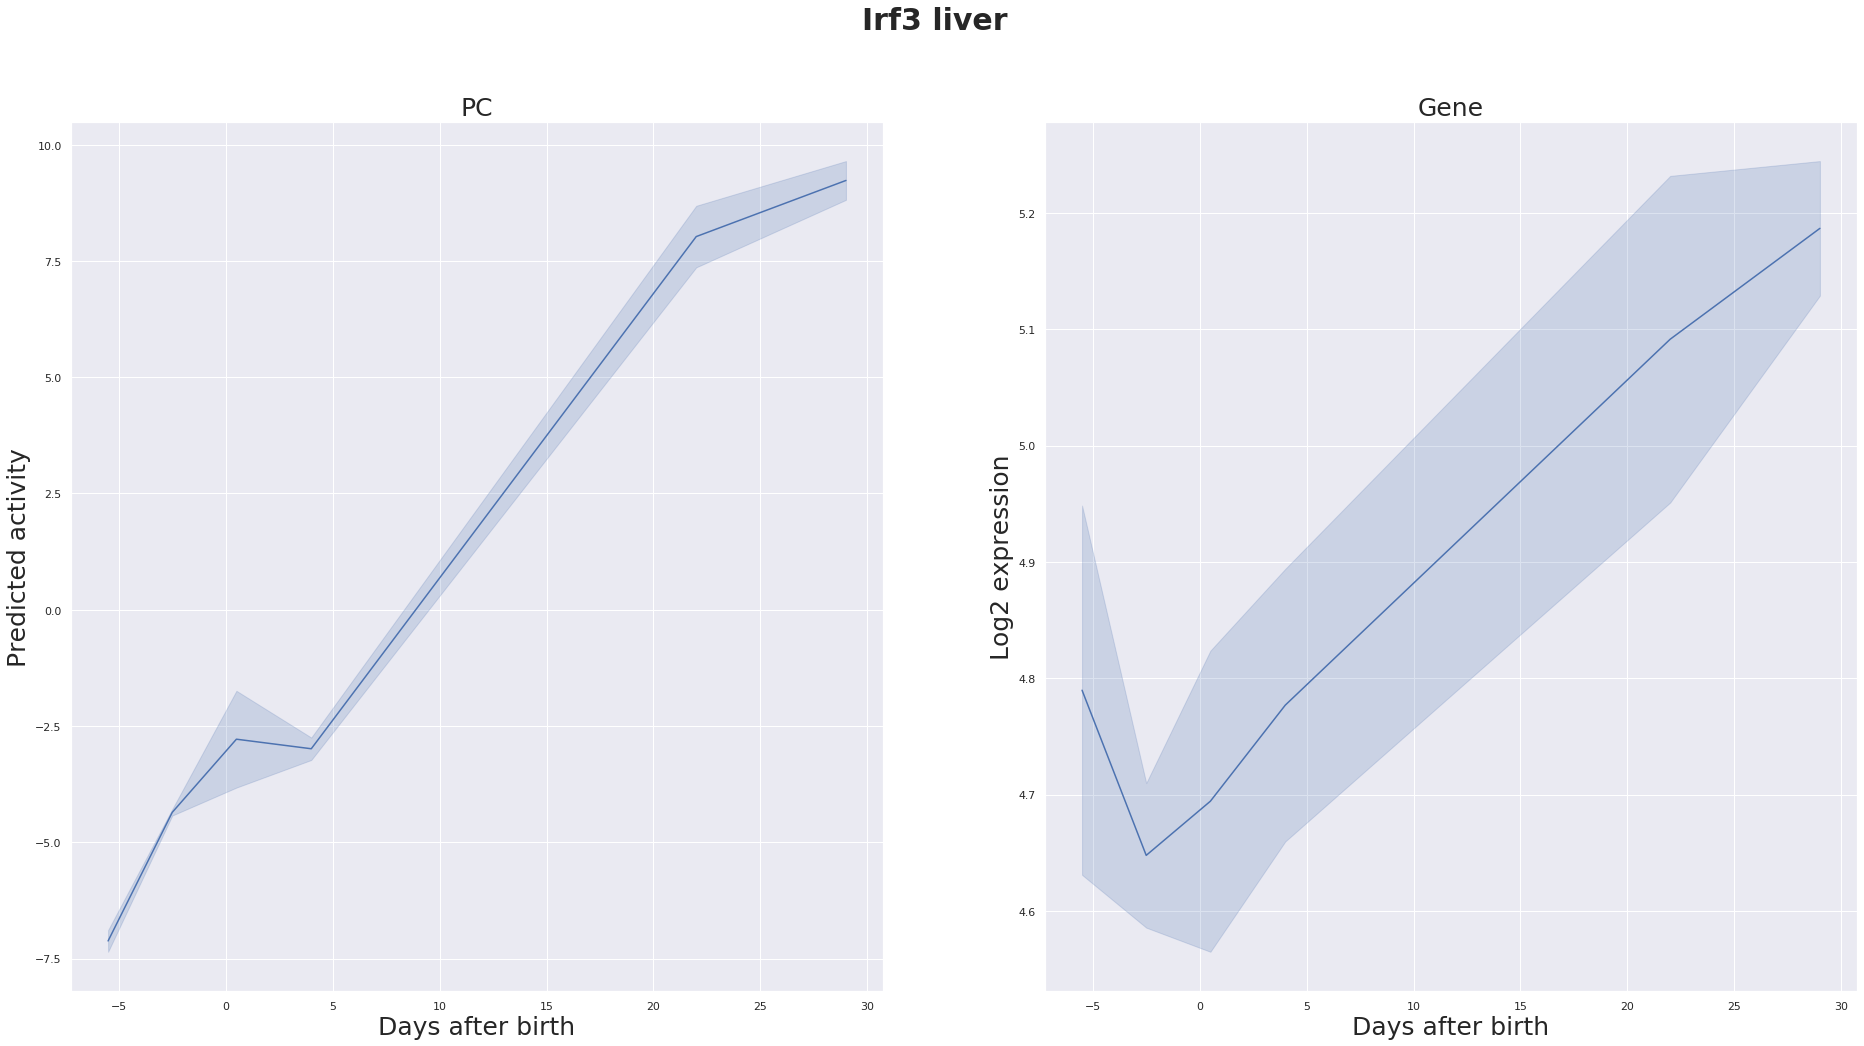 Irf3 liver
PC
Predicted activity
10.0
7.5
5.0
2.5
0.0
−2.5
−5.0
−7.5
−5 0 5 10 15 20 25 30
Days after birth
Gene
Log2 expression
5.2
5.1
5.0
4.9
4.8
4.7
4.6
−5 0 5 10 15 20 25 30
Days after birth